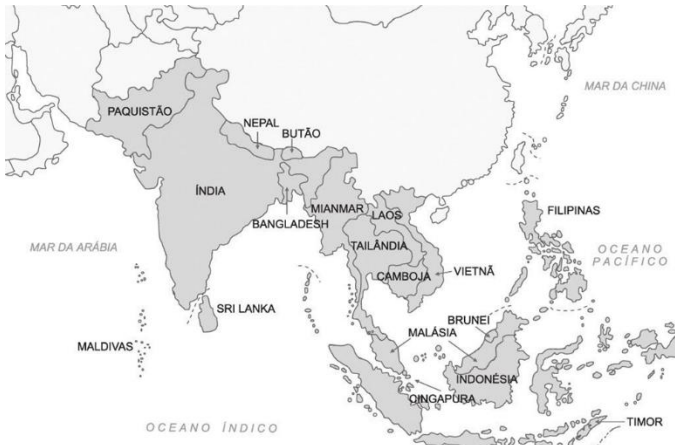 MAR DA CHINA
PAQUISTÃO
NEPAL
BUTÃO
ÍNDIA
MIANMAR
LAOS
BANGLADESH
FILIPINAS
TAILÂNDIA
MAR DA ARÁBIA
OCEANO
PACÍFICO
CAMBOJA
VIETNÃ
SRI LANKA
BRUNEI
MALÁSIA
MALDIVAS
INDONÉSIA
CINGAPURA
TIMOR
OCEANO ÍNDICO